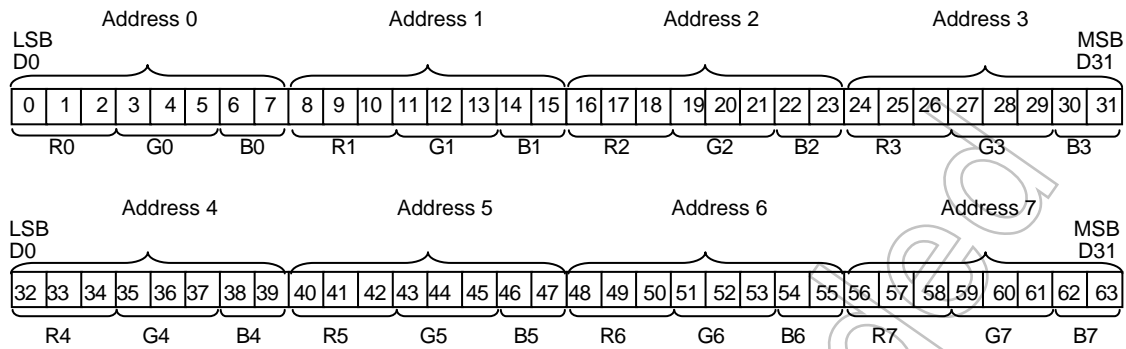 Address 0 Address 1 Address 2 Address 3
LSB MSB
D0 D31
0 1 2 3 4 5 6 7 8 9 10 11 12 13 14 15 16 17 18 19 20 21 22 23 24 25 26 27 28 29 30 31
R0 G0 B0 R1 G1 B1 R2 G2 B2 R3 G3 B3
Address 4 Address 5 Address 6 Address 7
LSB MSB
D0 D31
32 33 34 35 36 37 38 39 40 41 42 43 44 45 46 47 48 49 50 51 52 53 54 55 56 57 58 59 60 61 62 63
R4 G4 B4 R5 G5 B5 R6 G6 B6 R7 G7 B7